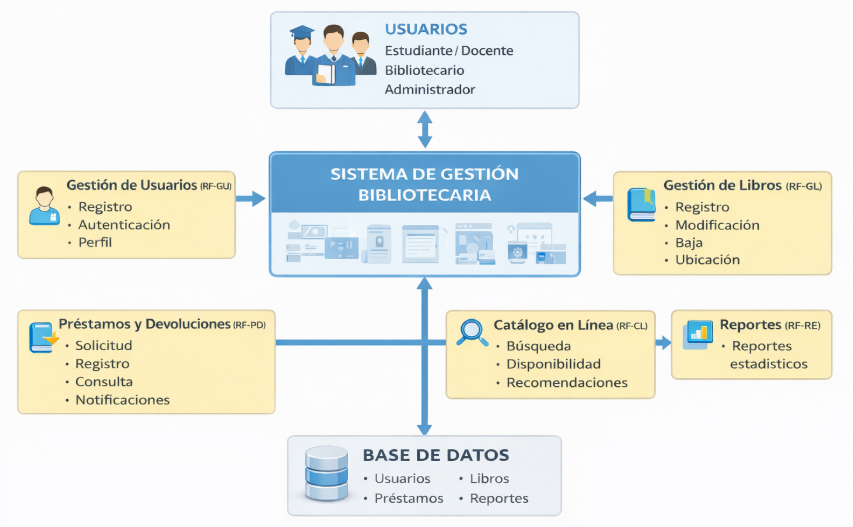 USUARIOS
Estudiante / Docente
Bibliotecario
Administrador
SISTEMA DE GESTIÓN
BIBLIOTECARIA
Gestión de Usuarios (RF-GU)
• Registro
• Autenticación
• Perfil
Gestión de Libros (RF-GL)
• Registro
• Modificación
• Baja
• Ubicación
Préstamos y Devoluciones (RF-PD)
• Solicitud
• Registro
• Consulta
• Notificaciones
Catálogo en Línea (RF-CL)
• Búsqueda
• Disponibilidad
• Recomendaciones
Reportes (RF-RE)
• Reportes
estadisticos
BASE DE DATOS
• Usuarios • Libros
• Préstamos • Reportes